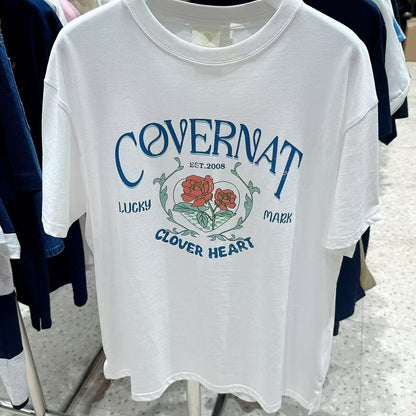 COVERNAT
EST.2008
LUCKY MARK
CLOVER HEART